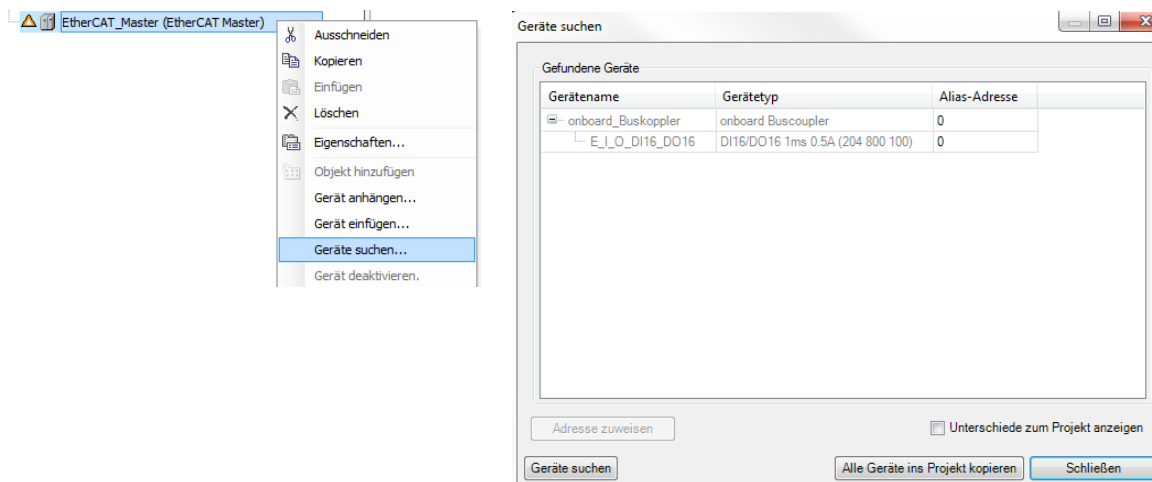 EtherCAT_Master (EtherCAT Master)
Ausschneiden
Kopieren
Einfügen
Löschen
Eigenschaften...
Objekt hinzufügen
Gerät anhängen...
Gerät einfügen...
Geräte suchen...
Gerät deaktivieren.
Geräte suchen
Gefundene Geräte
Gerätename Gerätetyp Alias-Adresse
onboard_Buskoppler onboard Buscoupler 0
E_I_O_DI16_DO16 DI16/DO16 1ms 0.5A (204 800 100) 0
Adresse zuweisen Unterschiede zum Projekt anzeigen
Geräte suchen Alle Geräte ins Projekt kopieren Schließen